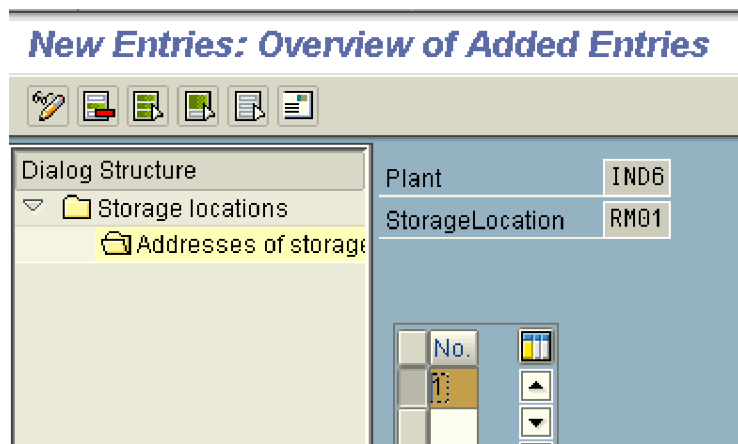 New Entries: Overview of Added Entries
Dialog Structure
Storage locations
Addresses of storage
Plant IND6
StorageLocation RM01
No.
1